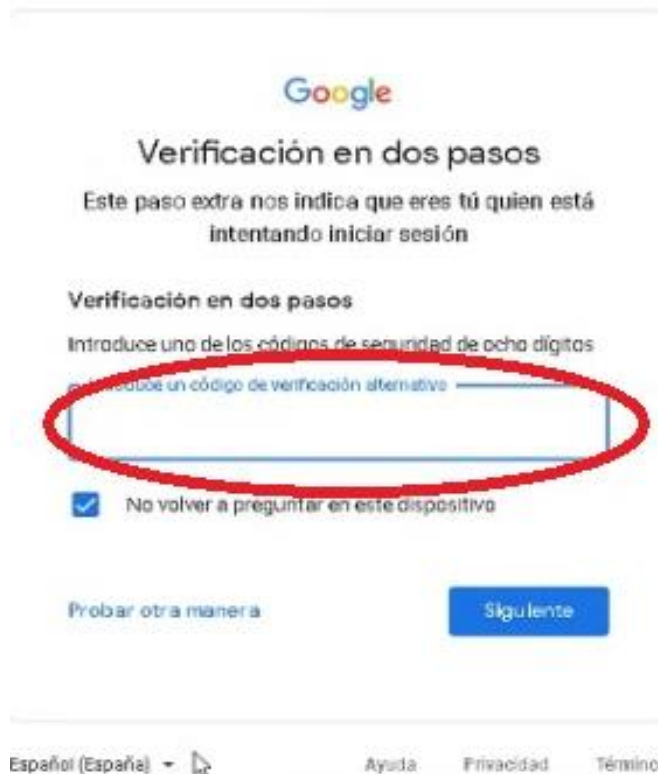 Google
Verificación en dos pasos
Este paso extra nos indica que eres tú quien está
intentando iniciar sesión
Verificación en dos pasos
Introduce uno de los códigos de seguridad de ocho dígitos
Introduce un código de verificación alternativo
No volver a preguntar en este dispositivo
Probar otra manera
Siguiente
Español (España)
Ayuda
Privacidad
Término